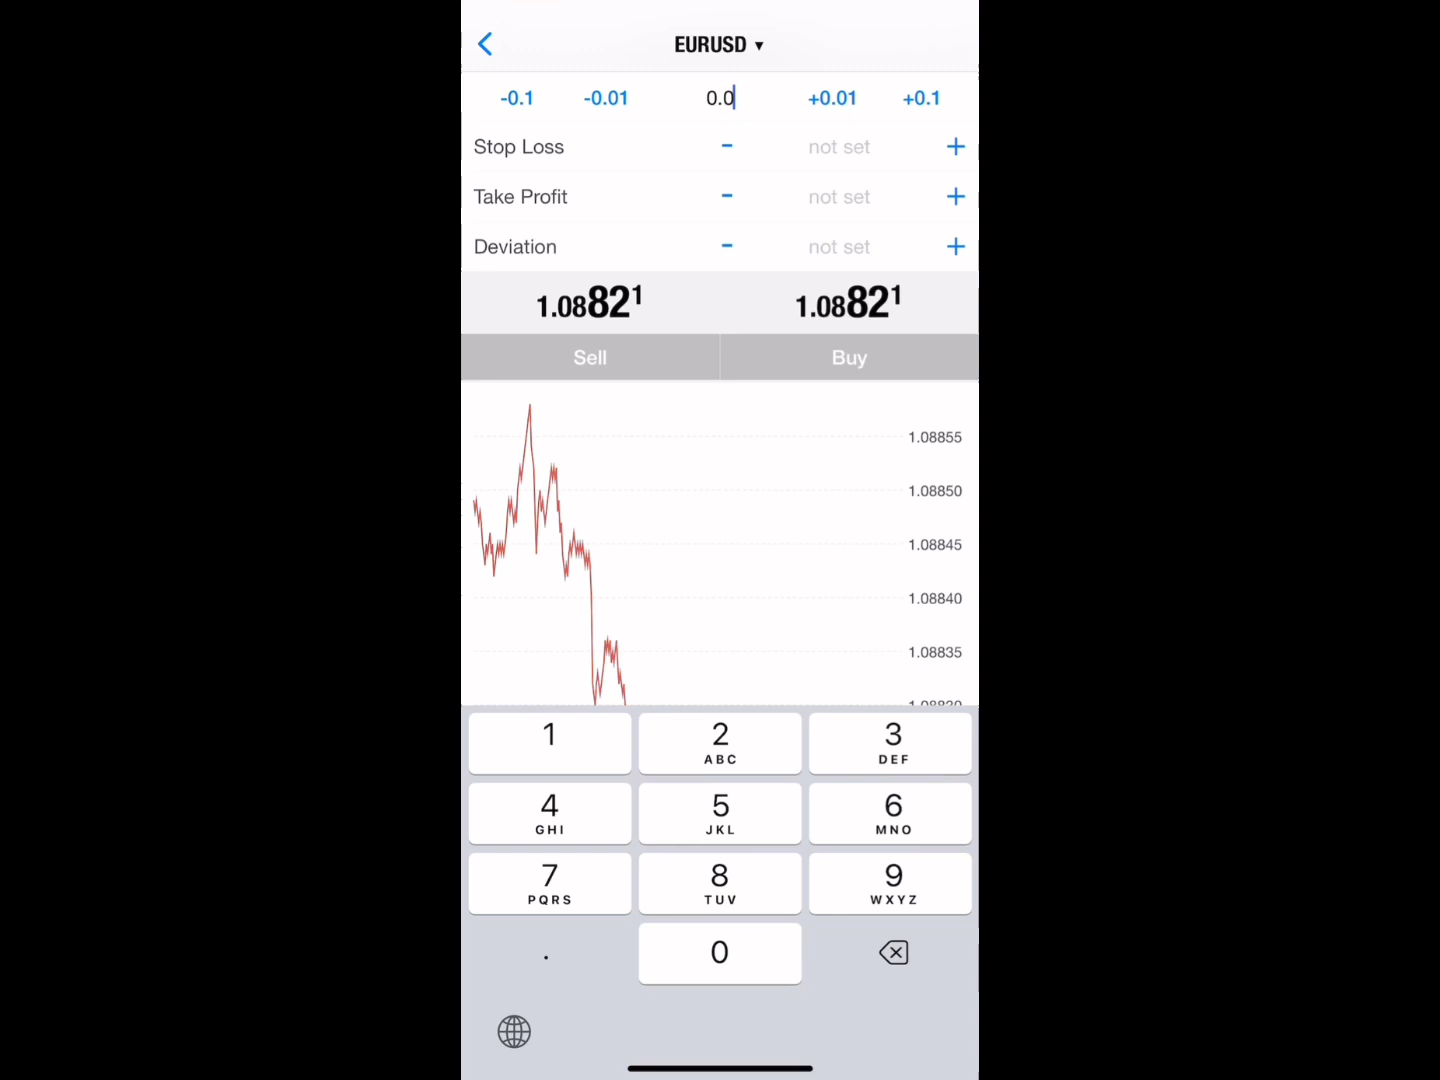 EURUSD ▼
-0.1 -0.01 0.0 +0.01 +0.1
Stop Loss - not set +
Take Profit - not set +
Deviation - not set +
1.08821 1.08821
Sell Buy
1.08855
1.08850
1.08845
1.08840
1.08835
1 2 3
ABC DEF
4 5 6
GHI JKL MNO
7 8 9
PQRS TUV WXYZ
. 0